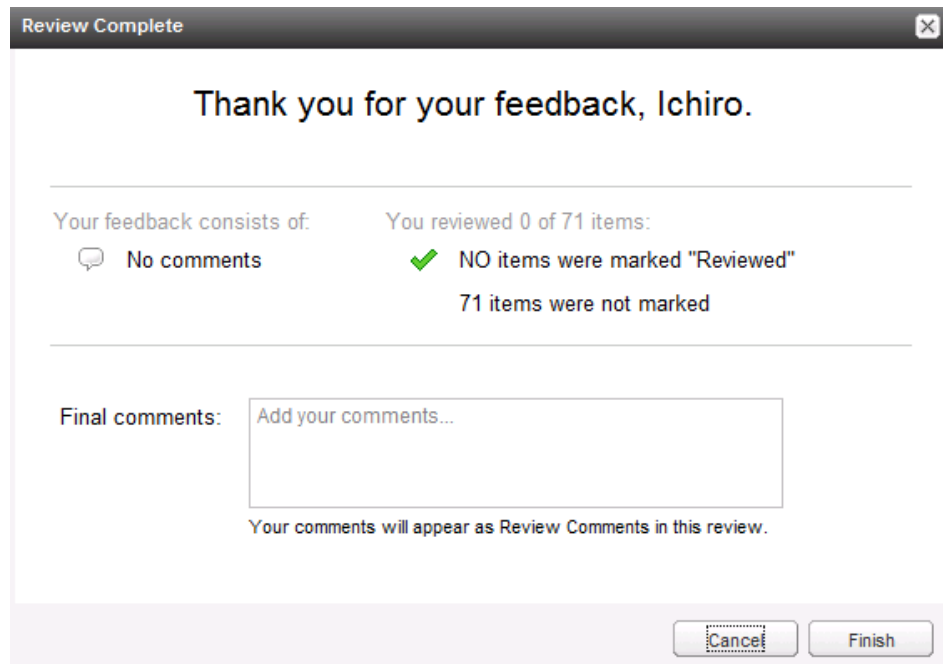 Review Complete
Thank you for your feedback, Ichiro.
Your feedback consists of:
No comments
You reviewed 0 of 71 items:
NO items were marked "Reviewed"
71 items were not marked
Final comments:
Add your comments...
Your comments will appear as Review Comments in this review.
Cancel
Finish